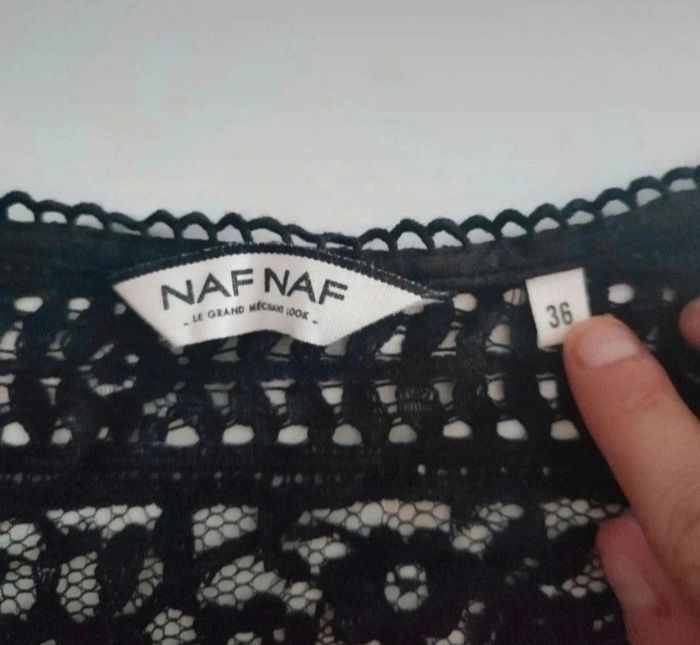 NAF NAF
- LE GRAND MÉCHANT LOOK -
36